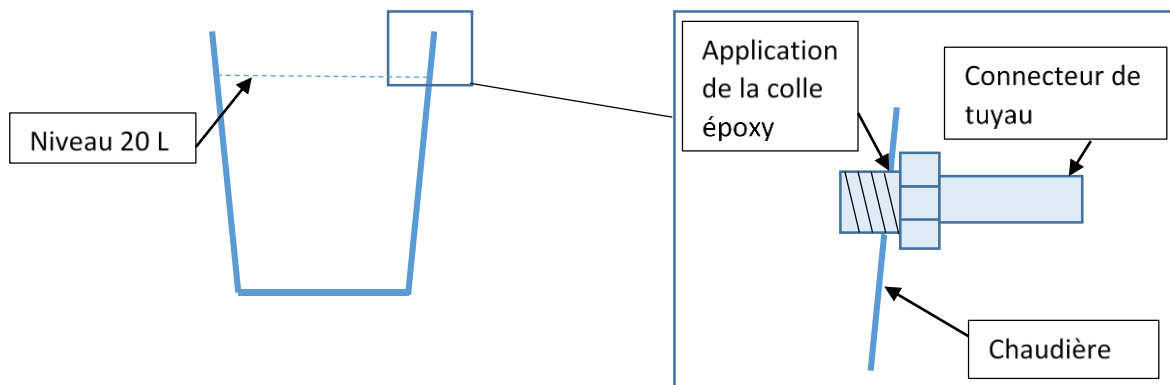 Niveau 20 L
Application
de la colle
époxy
Connecteur de
tuyau
Chaudière